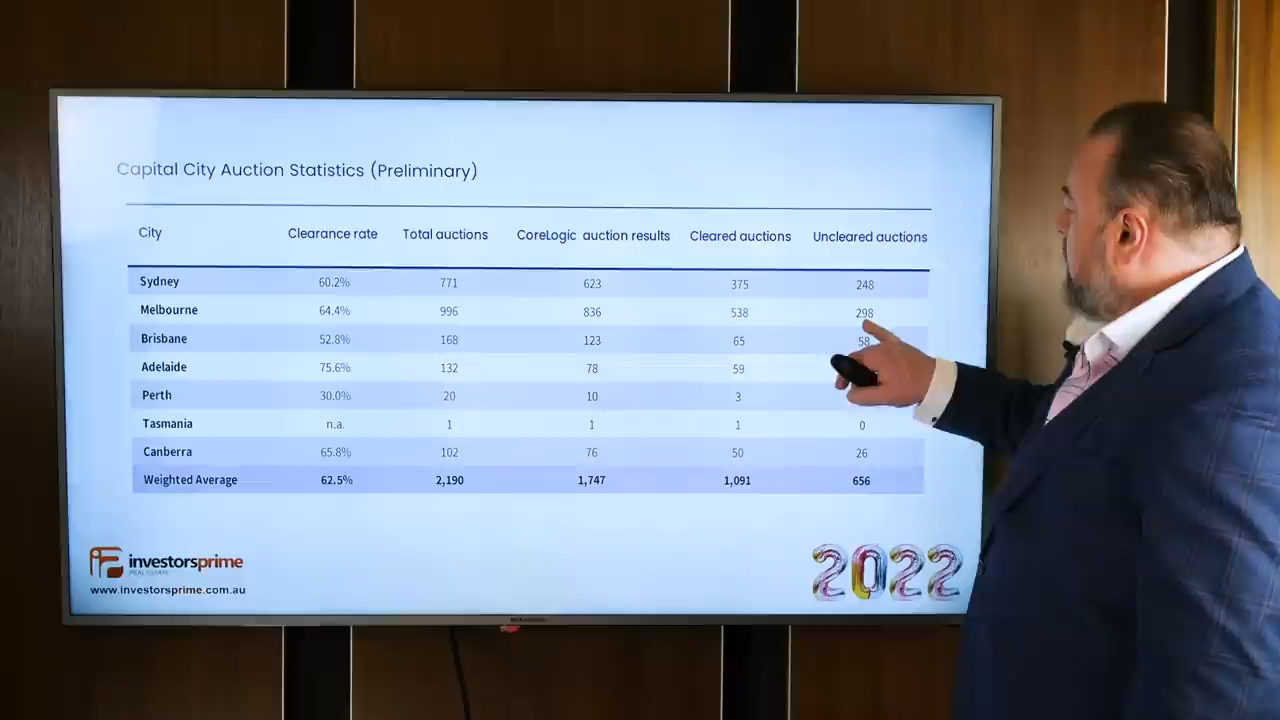 Capital City Auction Statistics (Preliminary)
City Clearance rate Total auctions CoreLogic auction results Cleared auctions Uncleared auctions
Sydney 60.2% 771 623 375 248
Melbourne 64.4% 996 836 538 298
Brisbane 52.8% 168 123 65 58
Adelaide 75.6% 132 78 59
Perth 30.0% 20 10 3
Tasmania n.a. 1 1 1 0
Canberra 65.8% 102 76 50 26
Weighted Average 62.5% 2,190 1,747 1,091 656
investorsprime
REAL ESTATE
www.investorsprime.com.au
2022